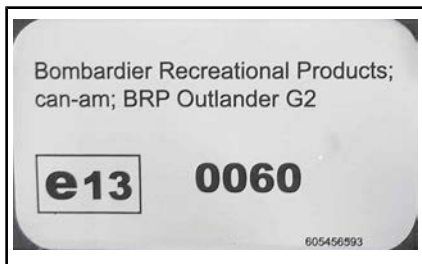 Bombardier Recreational Products;
can-am; BRP Outlander G2
e13 0060
605456593